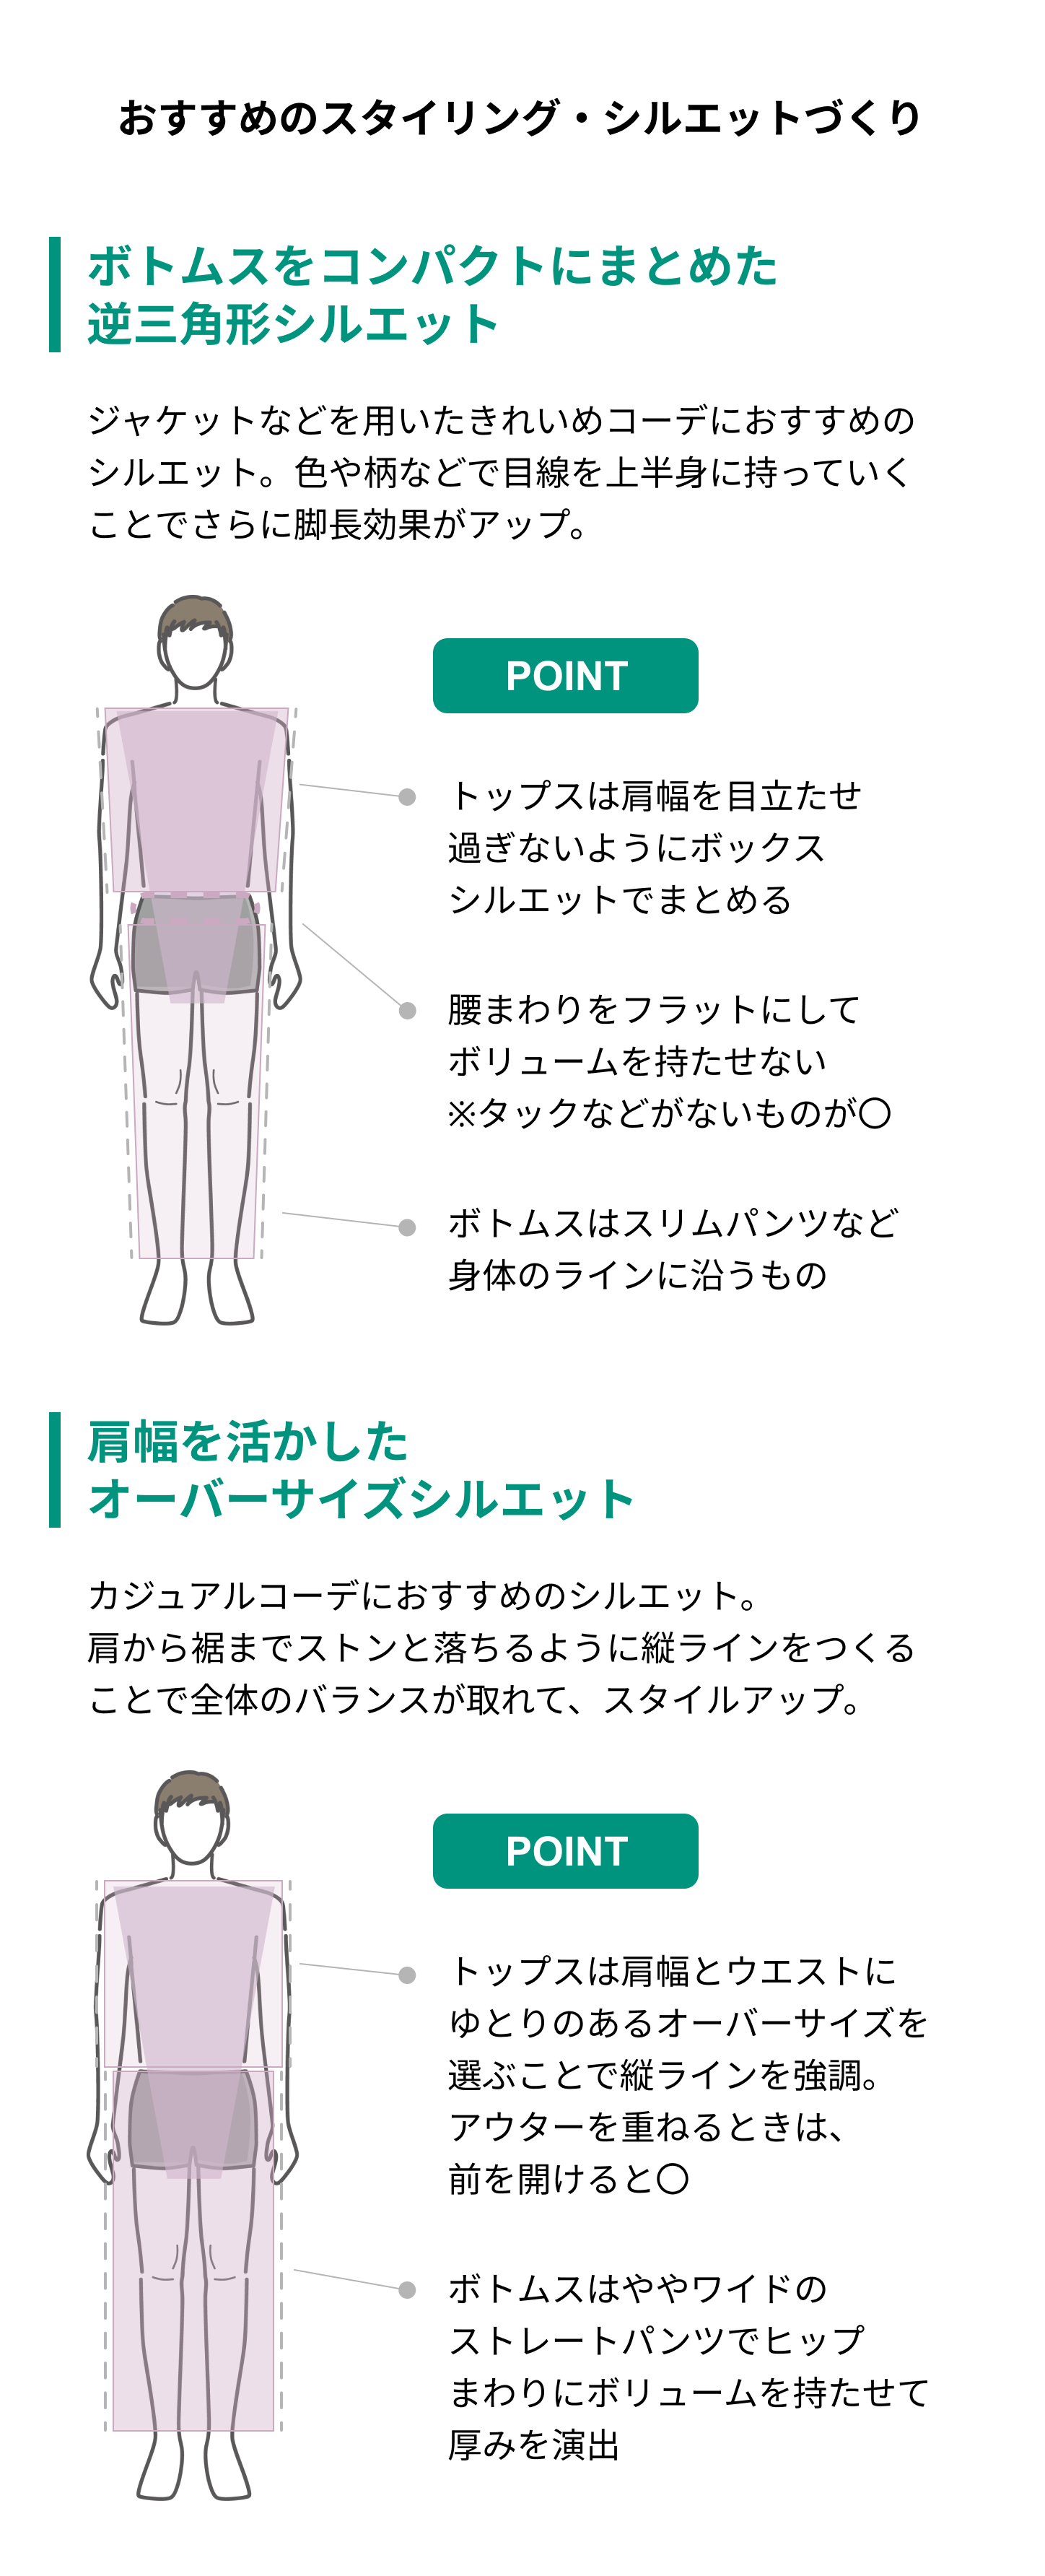 おすすめのスタイリング・シルエットづくり
ボトムスをコンパクトにまとめた
逆三角形シルエット
ジャケットなどを用いたきれいめコーデにおすすめの
シルエット。色や柄などで目線を上半身に持っていく
ことでさらに脚長効果がアップ。
POINT
トップスは肩幅を目立たせ
過ぎないようにボックス
シルエットでまとめる
腰まわりをフラットにして
ボリュームを持たせない
※タックなどがないものが〇
ボトムスはスリムパンツなど
身体のラインに沿うもの
肩幅を活かした
オーバーサイズシルエット
カジュアルコーデにおすすめのシルエット。
肩から裾までストンと落ちるように縦ラインをつくる
ことで全体のバランスが取れて、スタイルアップ。
POINT
トップスは肩幅とウエストに
ゆとりのあるオーバーサイズを
選ぶことで縦ラインを強調。
アウターを重ねるときは、
前を開けると〇
ボトムスはややワイドの
ストレートパンツでヒップ
まわりにボリュームを持たせて
厚みを演出